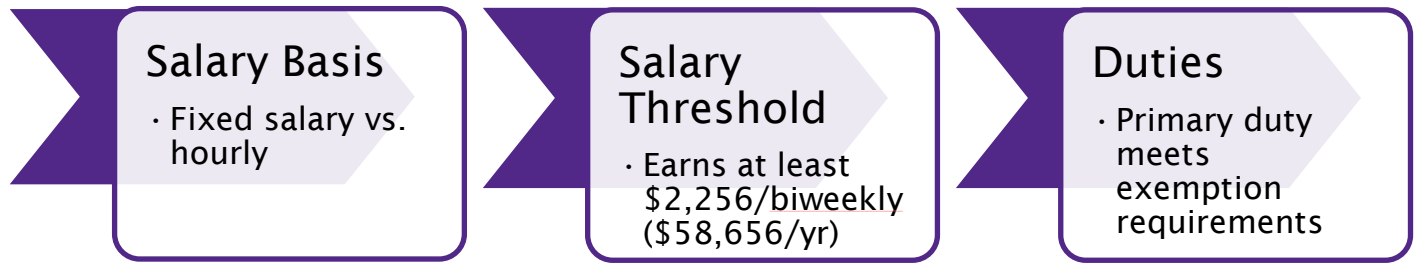 Salary Basis
· Fixed salary vs.
hourly
Salary
Threshold
· Earns at least
$2,256/biweekly
($58,656/yr)
Duties
· Primary duty
meets
exemption
requirements